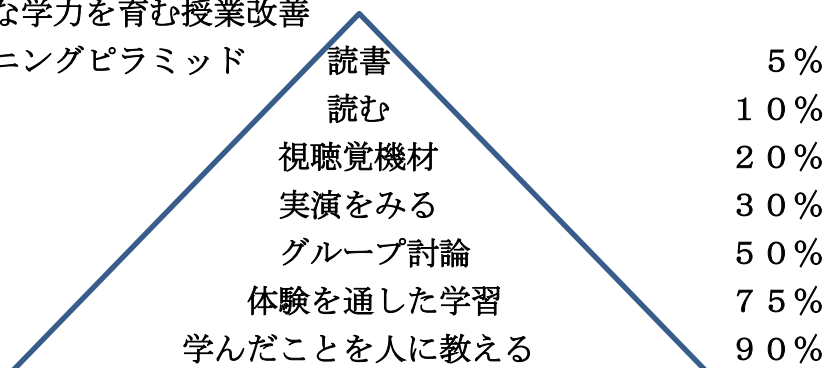 な学力を育む授業改善
ニングピラミッド 読書 5%
読む 10%
視聴覚機材 20%
実演をみる 30%
グループ討論 50%
体験を通した学習 75%
学んだことを人に教える 90%